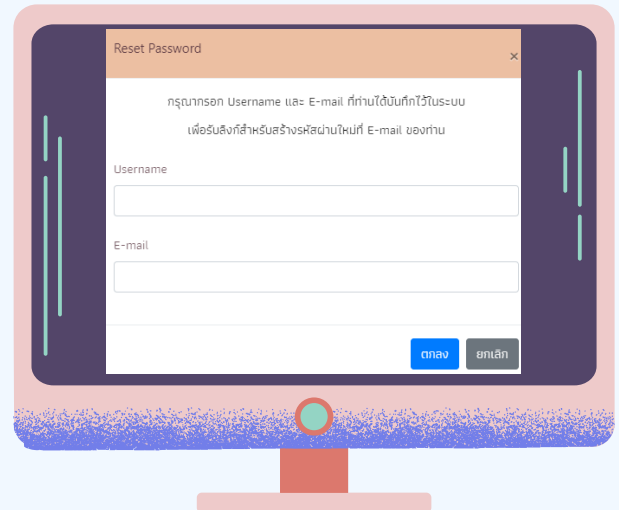 Reset Password
×
กรุณากรอก Username และ E-mail ที่ท่านได้บันทึกไว้ในระบบ
เพื่อรับลิงก์สำหรับสร้างรหัสผ่านใหม่ที่ E-mail ของท่าน
Username
E-mail
ตกลง ยกเลิก